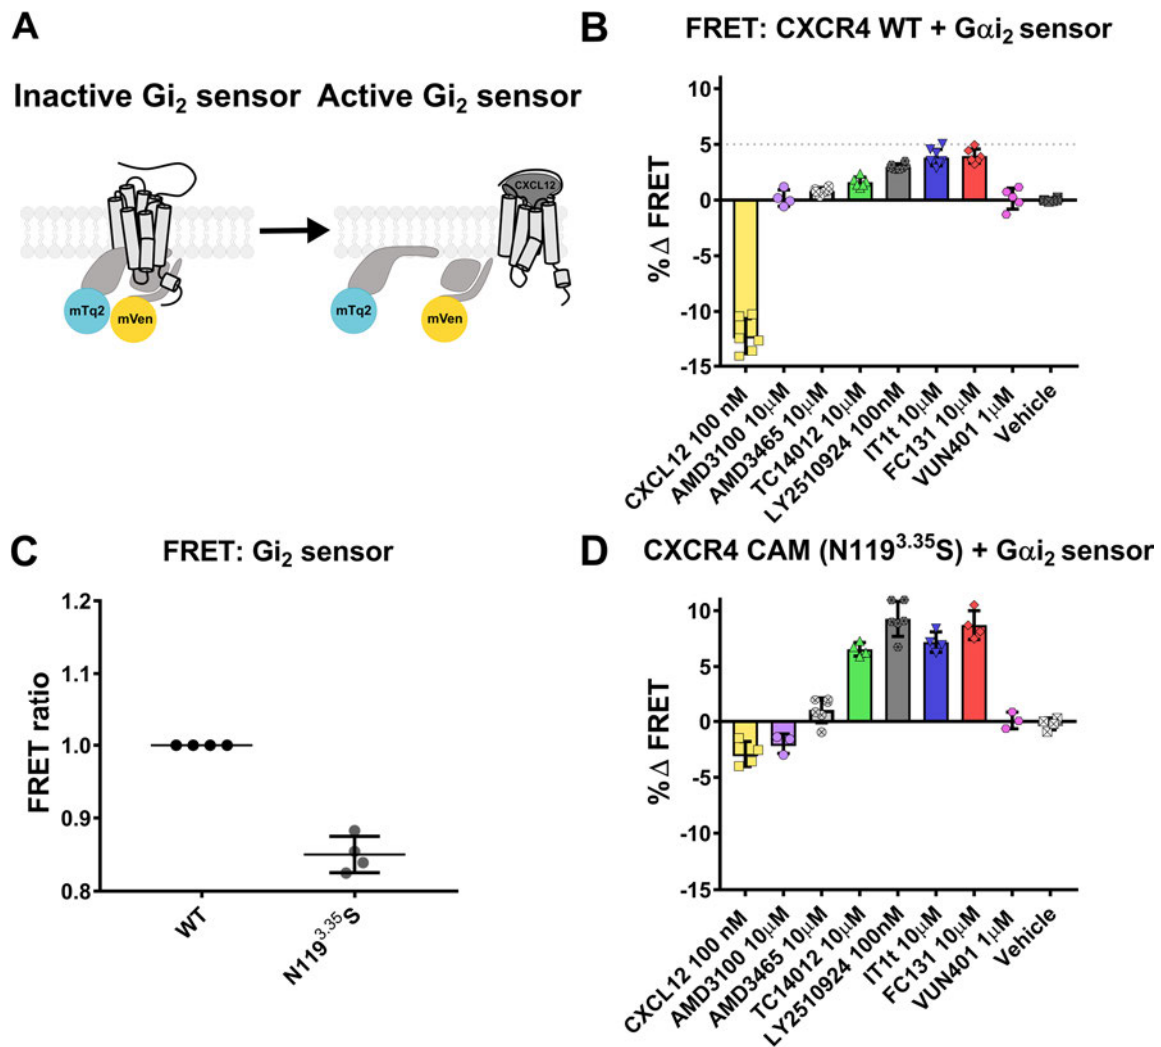 A
Inactive Gi₂ sensor Active Gi₂ sensor
CXCL12
mTq2
mVen
mTq2
mVen
B
FRET: CXCR4 WT + Gαi₂ sensor
% Δ FRET
10
5
0
-5
-10
-15
CXCL12 100 nM
AMD3100 10μM
AMD3465 10μM
TC14012 10μM
LY2510924 100nM
IT1t 10μM
FC131 10μM
VUN401 1μM
Vehicle
C
FRET: Gi₂ sensor
FRET ratio
1.2
1.1
1.0
0.9
0.8
WT
N119³·³⁵S
D
CXCR4 CAM (N119³·³⁵S) + Gαi₂ sensor
% Δ FRET
10
5
0
-5
-10
-15
CXCL12 100 nM
AMD3100 10μM
AMD3465 10μM
TC14012 10μM
LY2510924 100nM
IT1t 10μM
FC131 10μM
VUN401 1μM
Vehicle